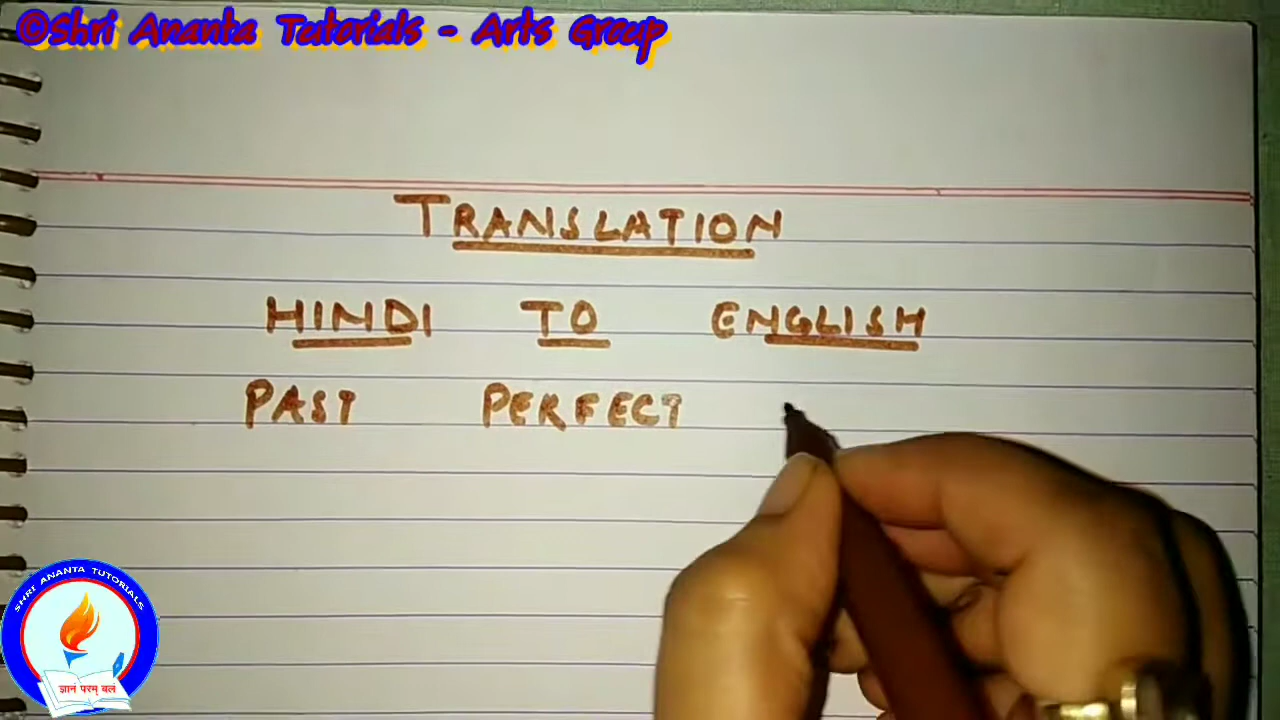 ©Shri Ananta Tutorials - Arts Group
TRANSLATION
HINDI TO ENGLISH
PAST PERFECT
SHRI ANANTA TUTORIALS
ज्ञानं परम् बलं